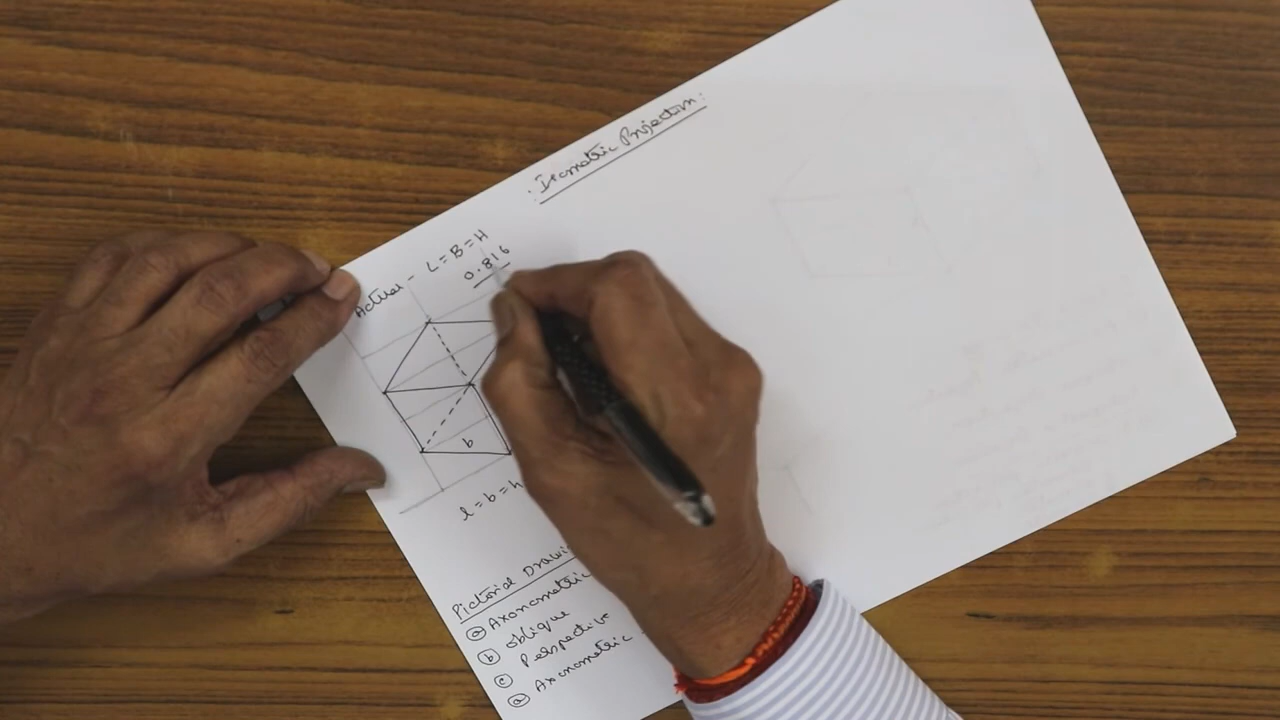 : Isometric Projection :
Actual - L = B = H
0.816
b
l = b = h
Pictorial Drawi
ⓐ Axonometric
ⓑ oblique
ⓒ Perspective
ⓐ Axonometric -